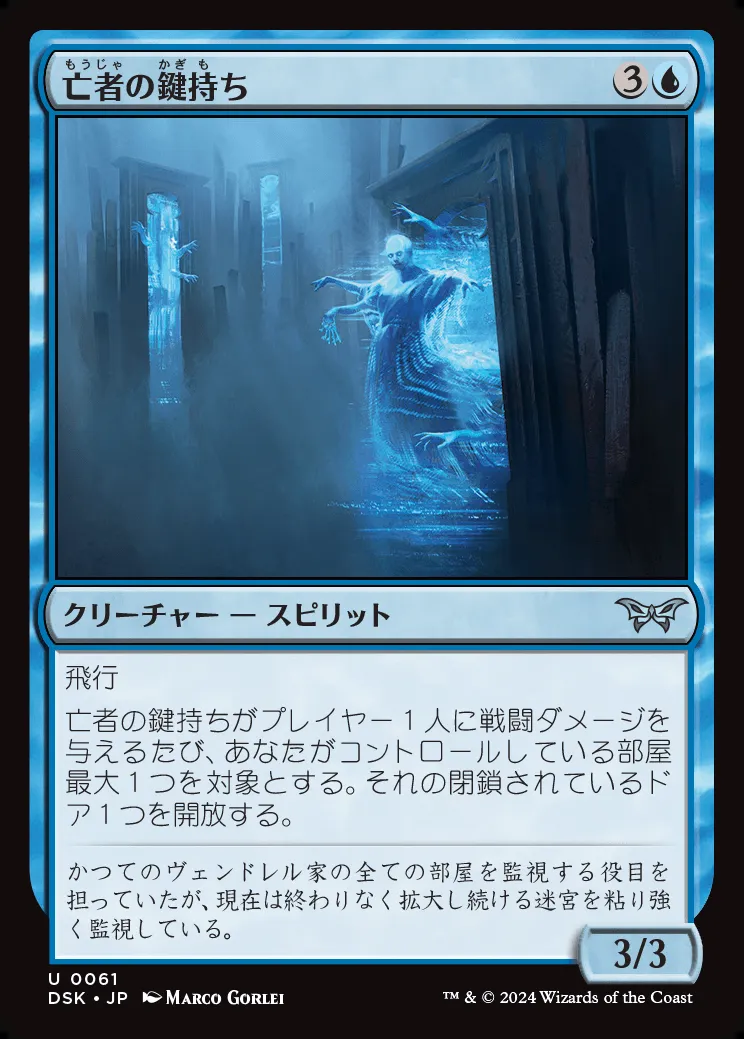 もうじゃ かぎ も
亡者の鍵持ち 3
クリーチャー — スピリット
飛行
亡者の鍵持ちがプレイヤー１人に戦闘ダメージを
与えるたび、あなたがコントロールしている部屋
最大１つを対象とする。それの閉鎖されているド
ア１つを開放する。
かつてのヴェンドレル家の全ての部屋を監視する役目を
担っていたが、現在は終わりなく拡大し続ける迷宮を粘り強
く監視している。
3/3
U 0061
DSK • JP Marco Gorlei
™ & © 2024 Wizards of the Coast